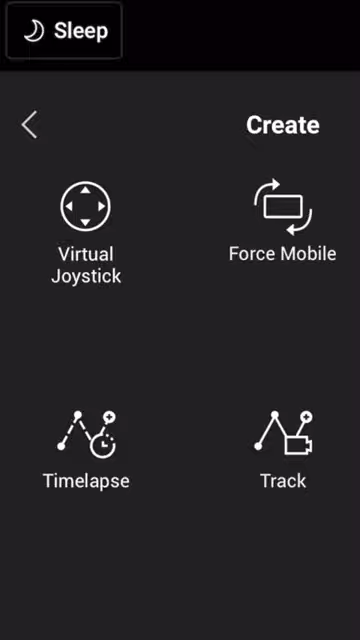 Sleep
Create
Virtual
Joystick
Force Mobile
Timelapse
Track